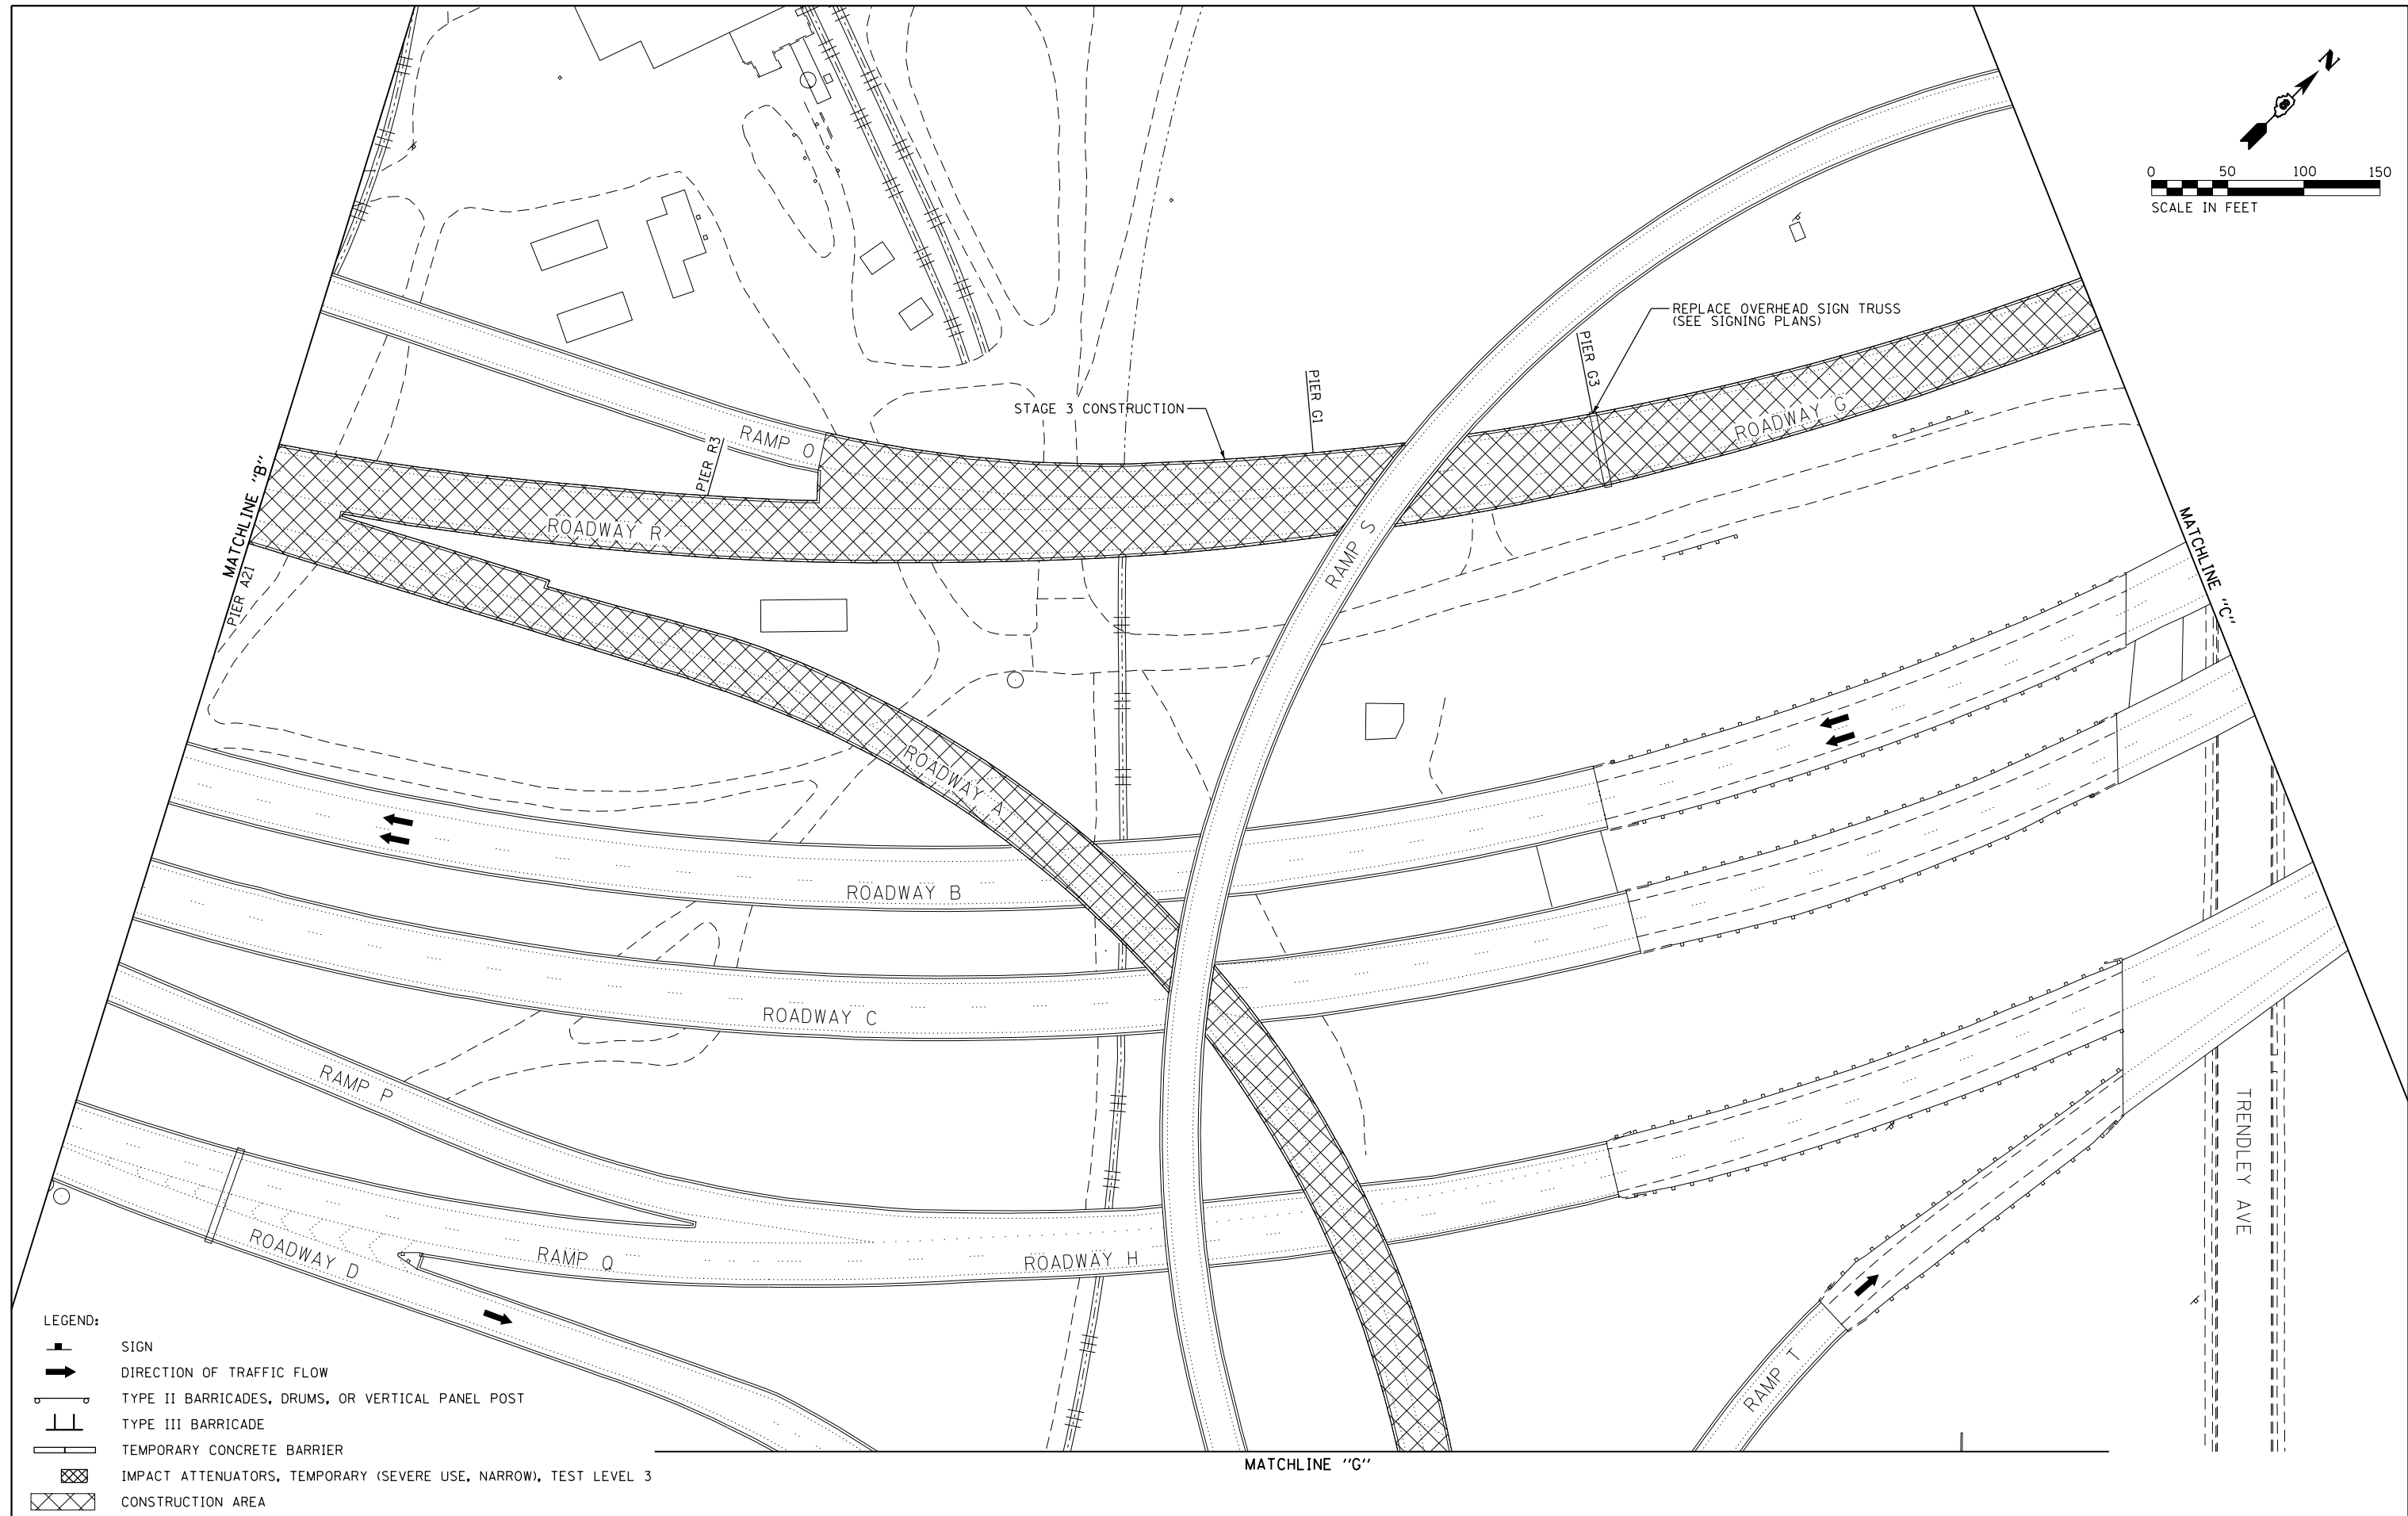 N
8
0 50 100 150
SCALE IN FEET
REPLACE OVERHEAD SIGN TRUSS
(SEE SIGNING PLANS)
PIER G3
PIER G1
STAGE 3 CONSTRUCTION
ROADWAY G
RAMP O
PIER R3
MATCHLINE "B"
PIER A21
ROADWAY R
RAMP S
MATCHLINE "C"
ROADWAY A
ROADWAY B
ROADWAY C
RAMP P
TRENDLEY AVE
ROADWAY D
RAMP Q
ROADWAY H
RAMP T
MATCHLINE "G"
LEGEND:
SIGN
DIRECTION OF TRAFFIC FLOW
TYPE II BARRICADES, DRUMS, OR VERTICAL PANEL POST
TYPE III BARRICADE
TEMPORARY CONCRETE BARRIER
IMPACT ATTENUATORS, TEMPORARY (SEVERE USE, NARROW), TEST LEVEL 3
CONSTRUCTION AREA